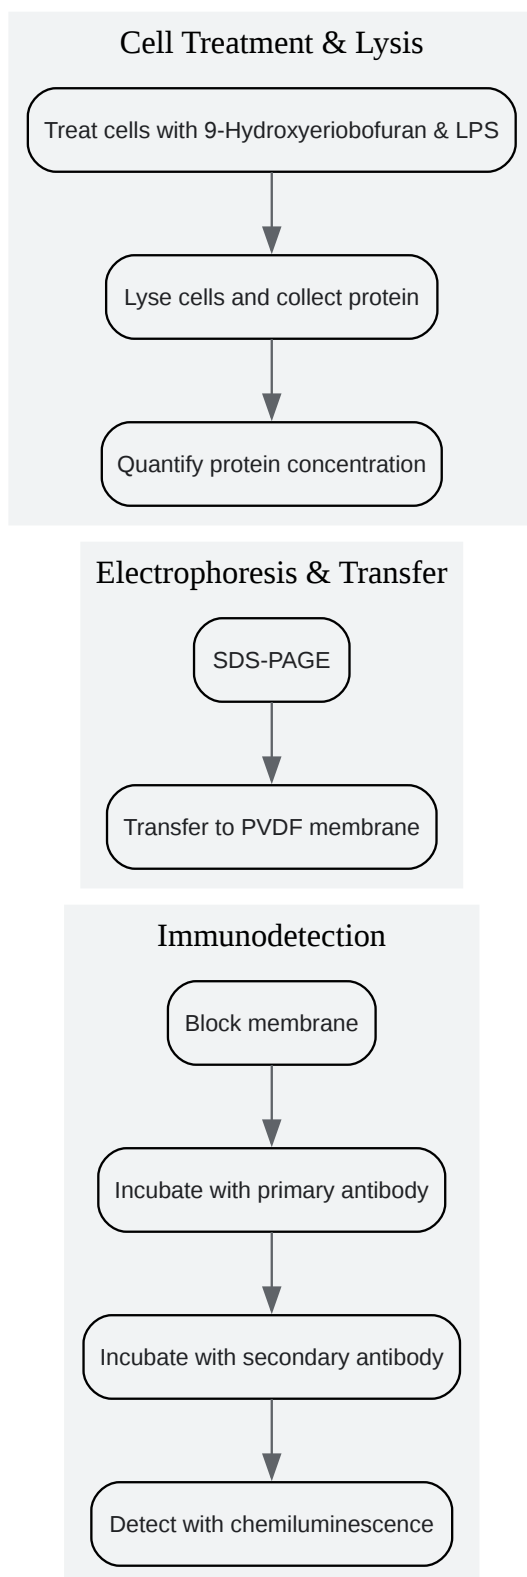 Cell Treatment & Lysis
Treat cells with 9-Hydroxyeriobofuran & LPS
Lyse cells and collect protein
Quantify protein concentration
Electrophoresis & Transfer
SDS-PAGE
Transfer to PVDF membrane
Immunodetection
Block membrane
Incubate with primary antibody
Incubate with secondary antibody
Detect with chemiluminescence